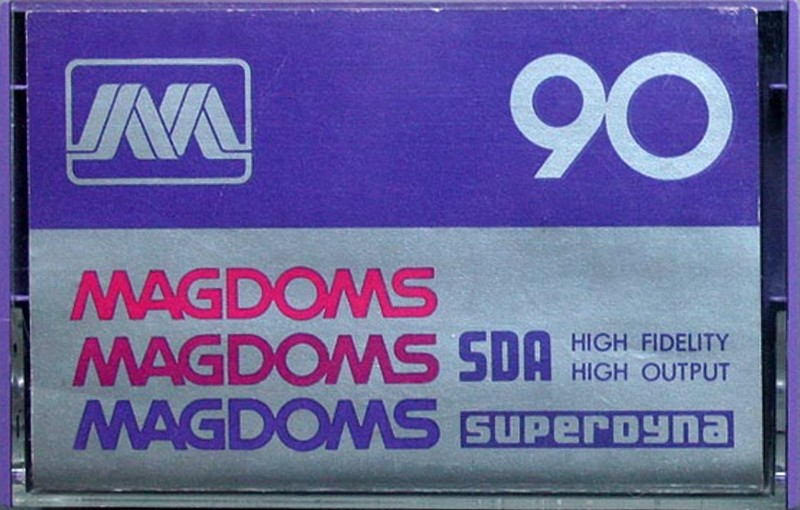 90
MAGDOMS
MAGDOMS SDA HIGH FIDELITY
HIGH OUTPUT
MAGDOMS SUPERDYNA